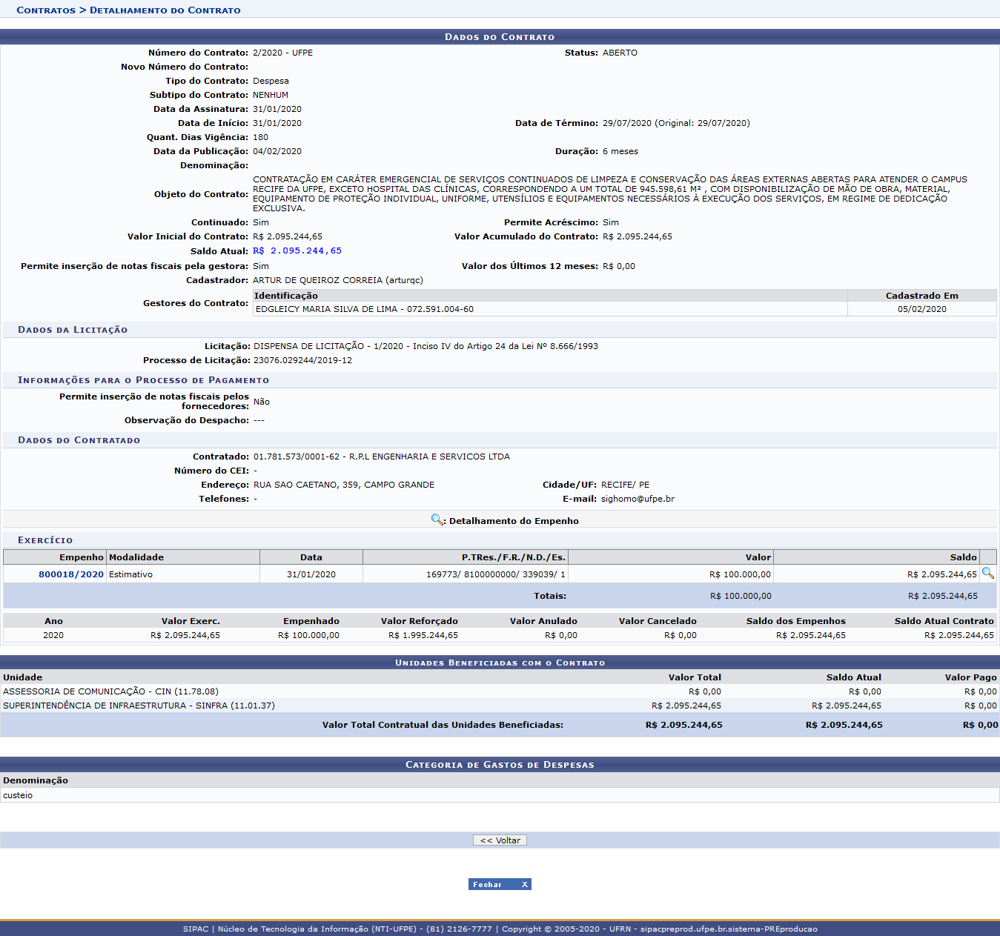 Contratos > Detalhamento do Contrato
Dados do Contrato
Número do Contrato: 2/2020 - UFPE Status: ABERTO
Novo Número do Contrato:
Tipo do Contrato: Despesa
Subtipo do Contrato: NENHUM
Data da Assinatura: 31/01/2020
Data de Início: 31/01/2020 Data de Término: 29/07/2020 (Original: 29/07/2020)
Quant. Dias Vigência: 180
Data da Publicação: 04/02/2020 Duração: 6 meses
Denominação:
Objeto do Contrato: CONTRATAÇÃO EM CARÁTER EMERGENCIAL DE SERVIÇOS CONTINUADOS DE LIMPEZA E CONSERVAÇÃO DAS ÁREAS EXTERNAS ABERTAS PARA ATENDER O CAMPUS
RECIFE DA UFPE, EXCETO HOSPITAL DAS CLÍNICAS, CORRESPONDENDO A UM TOTAL DE 945.598,61 M² , COM DISPONIBILIZAÇÃO DE MÃO DE OBRA, MATERIAL,
EQUIPAMENTO DE PROTEÇÃO INDIVIDUAL, UNIFORME, UTENSÍLIOS E EQUIPAMENTOS NECESSÁRIOS À EXECUÇÃO DOS SERVIÇOS, EM REGIME DE DEDICAÇÃO
EXCLUSIVA.
Continuado: Sim Permite Acréscimo: Sim
Valor Inicial do Contrato: R$ 2.095.244,65 Valor Acumulado do Contrato: R$ 2.095.244,65
Saldo Atual: R$ 2.095.244,65
Permite inserção de notas fiscais pela gestora: Sim Valor dos Últimos 12 meses: R$ 0,00
Cadastrador: ARTUR DE QUEIROZ CORREIA (arturqc)
Gestores do Contrato: Identificação Cadastrado Em
EDGLEICY MARIA SILVA DE LIMA - 072.591.004-60 05/02/2020
Dados da Licitação
Licitação: DISPENSA DE LICITAÇÃO - 1/2020 - Inciso IV do Artigo 24 da Lei Nº 8.666/1993
Processo de Licitação: 23076.029244/2019-12
Informações para o Processo de Pagamento
Permite inserção de notas fiscais pelos
fornecedores: Não
Observação do Despacho: ---
Dados do Contratado
Contratado: 01.781.573/0001-62 - R.P.L ENGENHARIA E SERVICOS LTDA
Número do CEI: -
Endereço: RUA SAO CAETANO, 359, CAMPO GRANDE Cidade/UF: RECIFE/ PE
Telefones: - E-mail: sighomo@ufpe.br
: Detalhamento do Empenho
Exercício
Empenho Modalidade Data P.TRes./F.R./N.D./Es. Valor Saldo
800018/2020 Estimativo 31/01/2020 169773/ 8100000000/ 339039/ 1 R$ 100.000,00 R$ 2.095.244,65
Totais: R$ 100.000,00 R$ 2.095.244,65
Ano Valor Exerc. Empenhado Valor Reforçado Valor Anulado Valor Cancelado Saldo dos Empenhos Saldo Atual Contrato
2020 R$ 2.095.244,65 R$ 100.000,00 R$ 1.995.244,65 R$ 0,00 R$ 0,00 R$ 2.095.244,65 R$ 2.095.244,65
Unidades Beneficiadas com o Contrato
Unidade Valor Total Saldo Atual Valor Pago
ASSESSORIA DE COMUNICAÇÃO - CIN (11.78.08) R$ 0,00 R$ 0,00 R$ 0,00
SUPERINTENDÊNCIA DE INFRAESTRUTURA - SINFRA (11.01.37) R$ 2.095.244,65 R$ 2.095.244,65 R$ 0,00
Valor Total Contratual das Unidades Beneficiadas: R$ 2.095.244,65 R$ 2.095.244,65 R$ 0,00
Categoria de Gastos de Despesas
Denominação
custeio
<< Voltar
Fechar X
SIPAC | Núcleo de Tecnologia da Informação (NTI-UFPE) - (81) 2126-7777 | Copyright © 2005-2020 - UFRN - sipacpreprod.ufpe.br.sistema-PREproducao